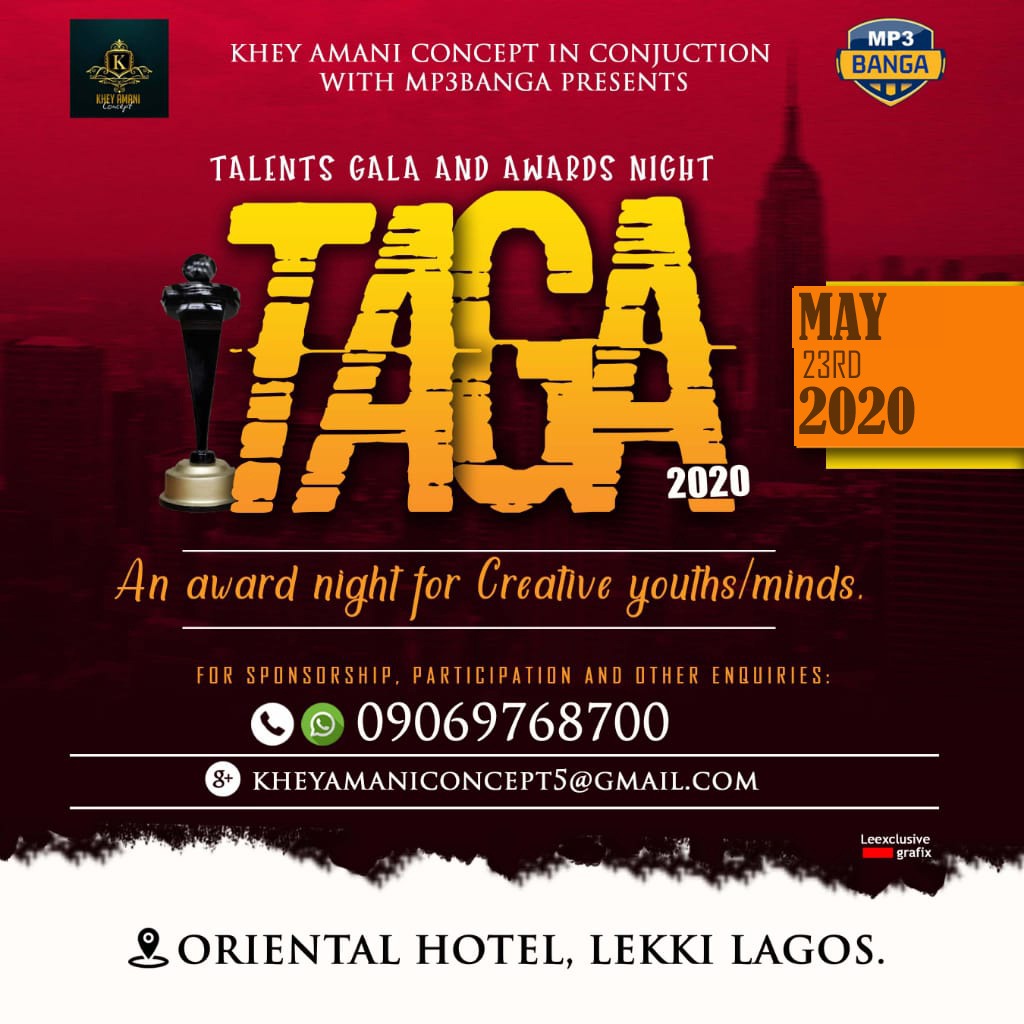 K
KHEY AMANI
Concept
KHEY AMANI CONCEPT IN CONJUCTION
WITH MP3BANGA PRESENTS
MP3
BANGA
TALENTS GALA AND AWARDS NIGHT
TAGA
2020
MAY
23RD
2020
An award night for Creative youths/minds.
FOR SPONSORSHIP, PARTICIPATION AND OTHER ENQUIRIES:
09069768700
g+ KHEYAMANICONCEPT5@GMAIL.COM
Leexclusive
grafix
ORIENTAL HOTEL, LEKKI LAGOS.